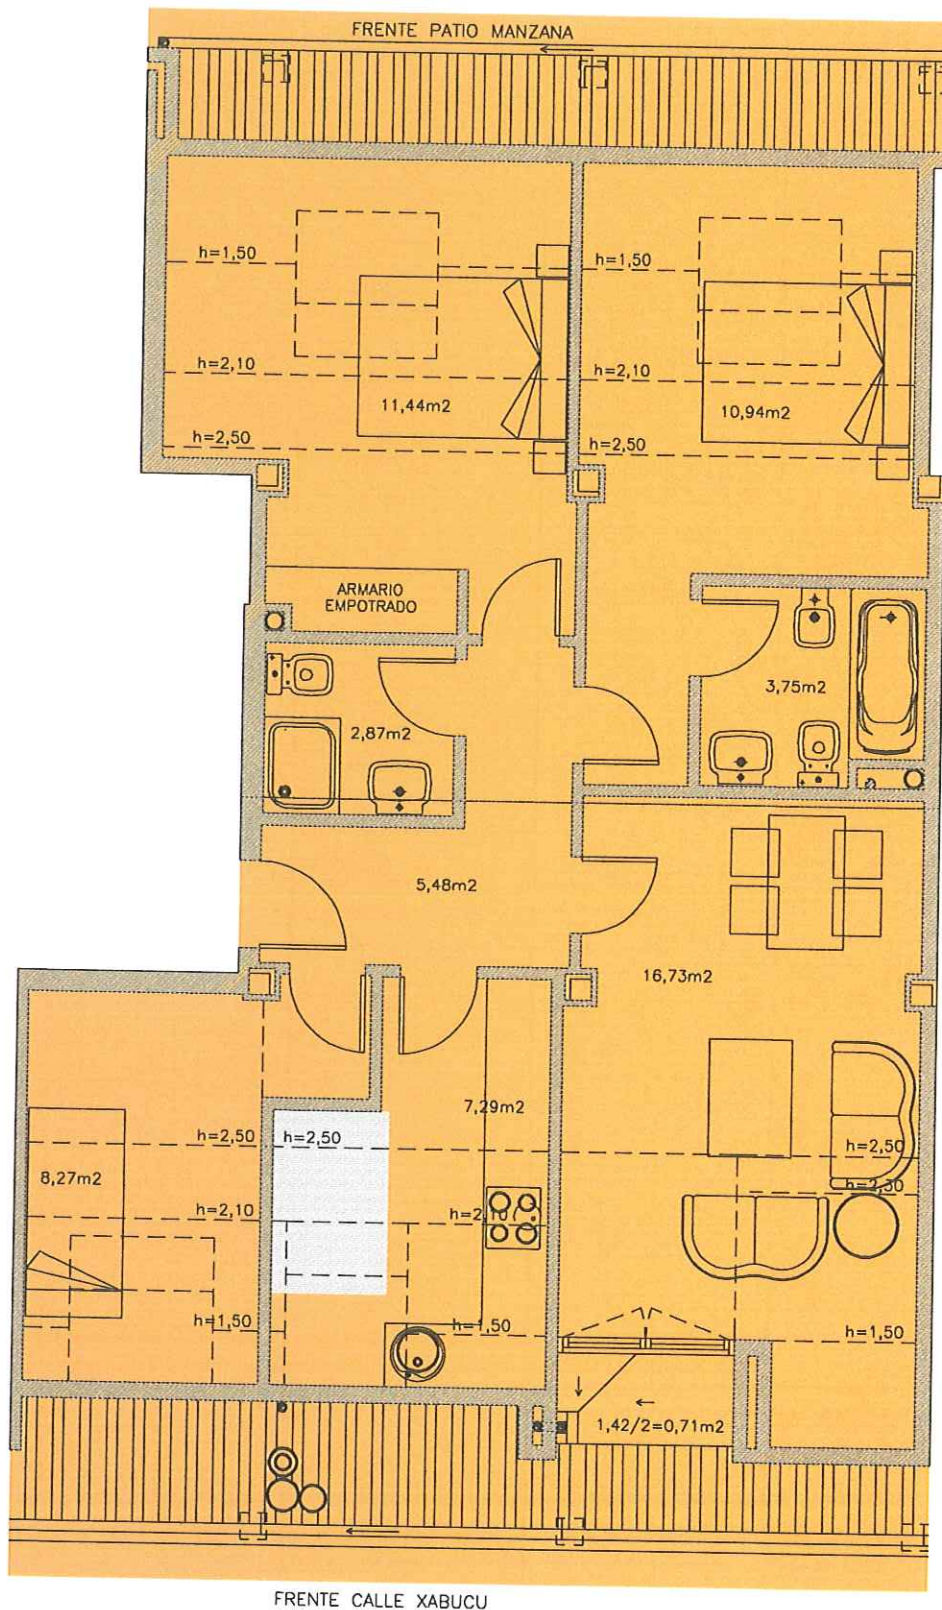 FRENTE PATIO MANZANA
h=1,50
h=1,50
h=2,10
h=2,10
11,44m2
10,94m2
h=2,50
h=2,50
ARMARIO
EMPOTRADO
3,75m2
2,87m2
5,48m2
16,73m2
7,29m2
h=2,50
h=2,50
h=2,50
8,27m2
h=2,30
h=2,10
h=2,10
h=1,50
h=1,50
h=1,50
1,42/2=0,71m2
FRENTE CALLE XABUCU